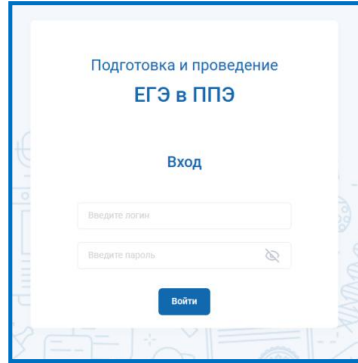 Подготовка и проведение
ЕГЭ в ППЭ
Вход
Введите логин
Введите пароль
Войти